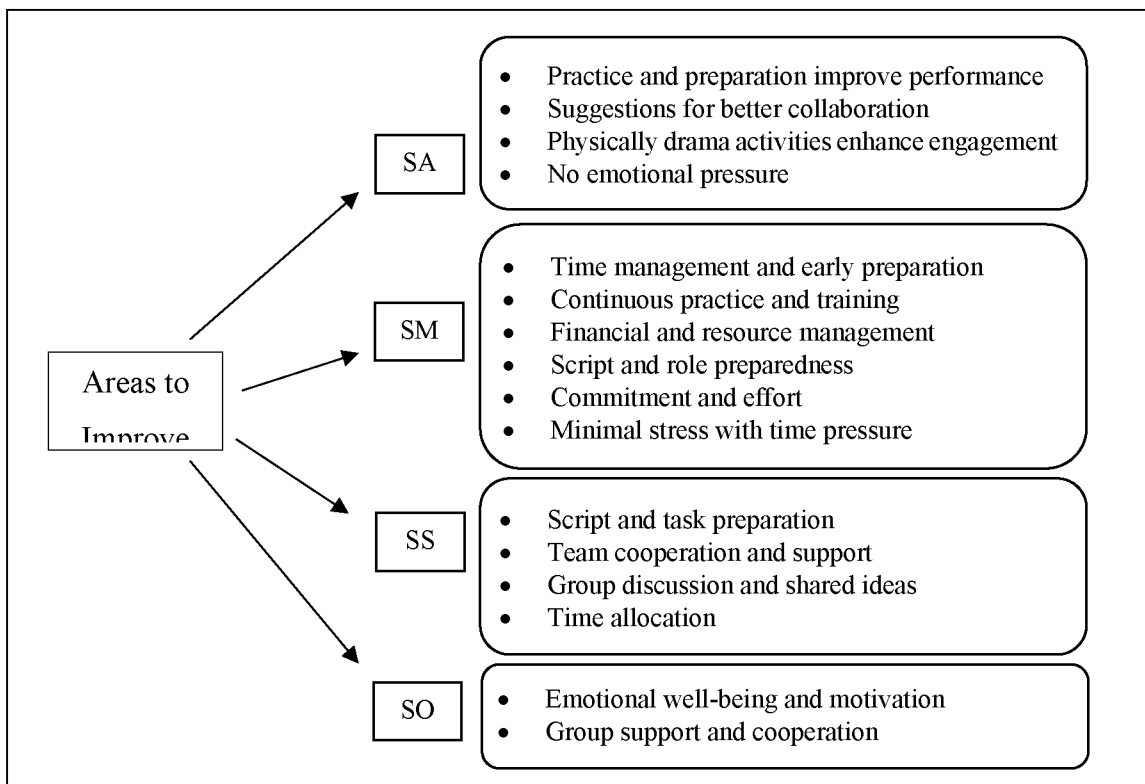 Areas to
Improve
SA
Practice and preparation improve performance
Suggestions for better collaboration
Physically drama activities enhance engagement
No emotional pressure
SM
Time management and early preparation
Continuous practice and training
Financial and resource management
Script and role preparedness
Commitment and effort
Minimal stress with time pressure
SS
Script and task preparation
Team cooperation and support
Group discussion and shared ideas
Time allocation
SO
Emotional well-being and motivation
Group support and cooperation